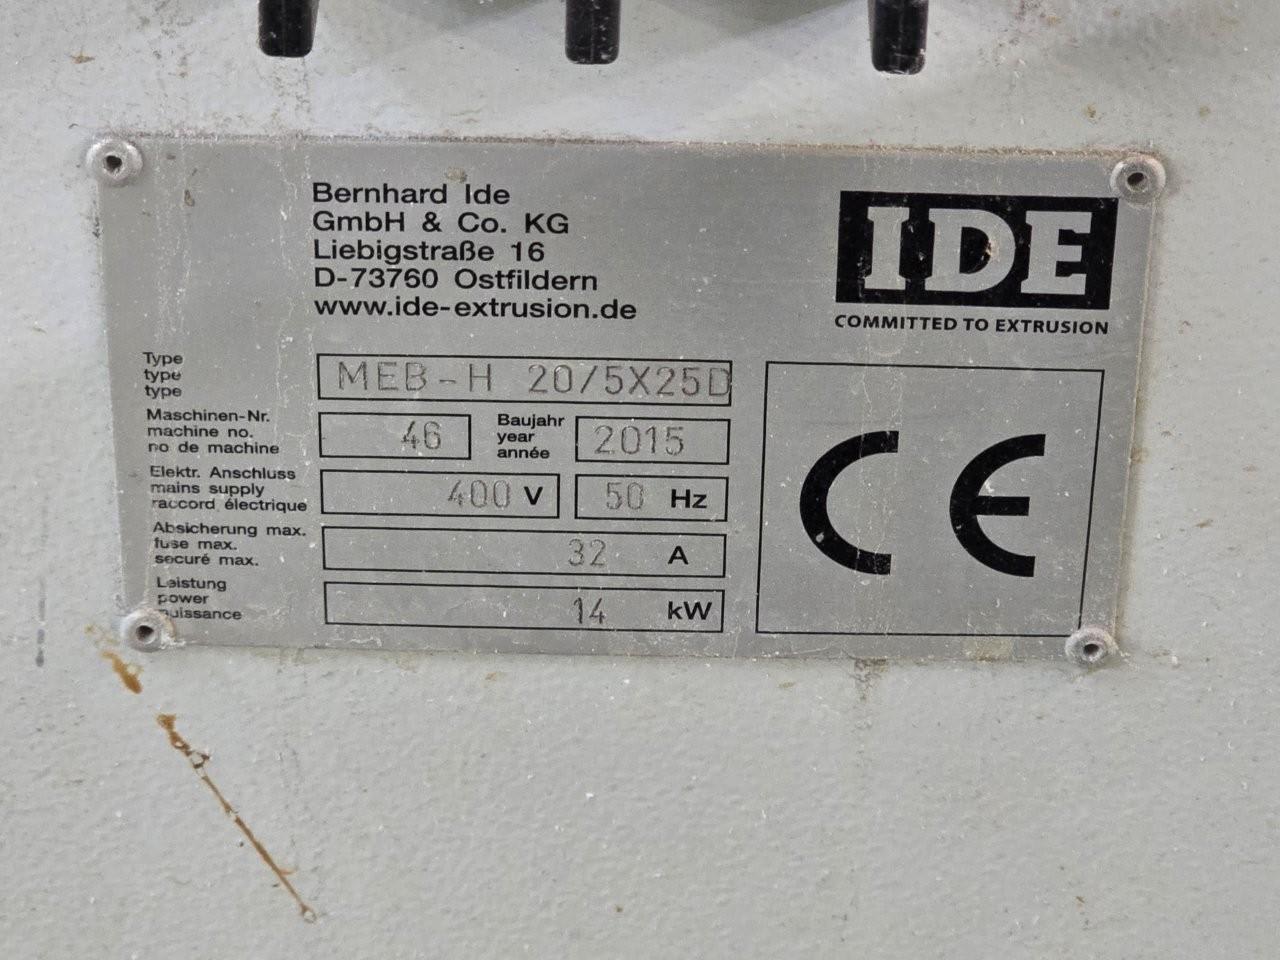 Bernhard Ide
GmbH & Co. KG
Liebigstraße 16
D-73760 Ostfildern
www.ide-extrusion.de
IDE
COMMITTED TO EXTRUSION
Type
type
type
MEB-H 20/5X25D
Maschinen-Nr.
machine no.
no de machine
46
Baujahr
year
année
2015
Elektr. Anschluss
mains supply
raccord électrique
400 V
50 Hz
Absicherung max.
fuse max.
securé max.
32 A
Leistung
power
puissance
14 kW
CE